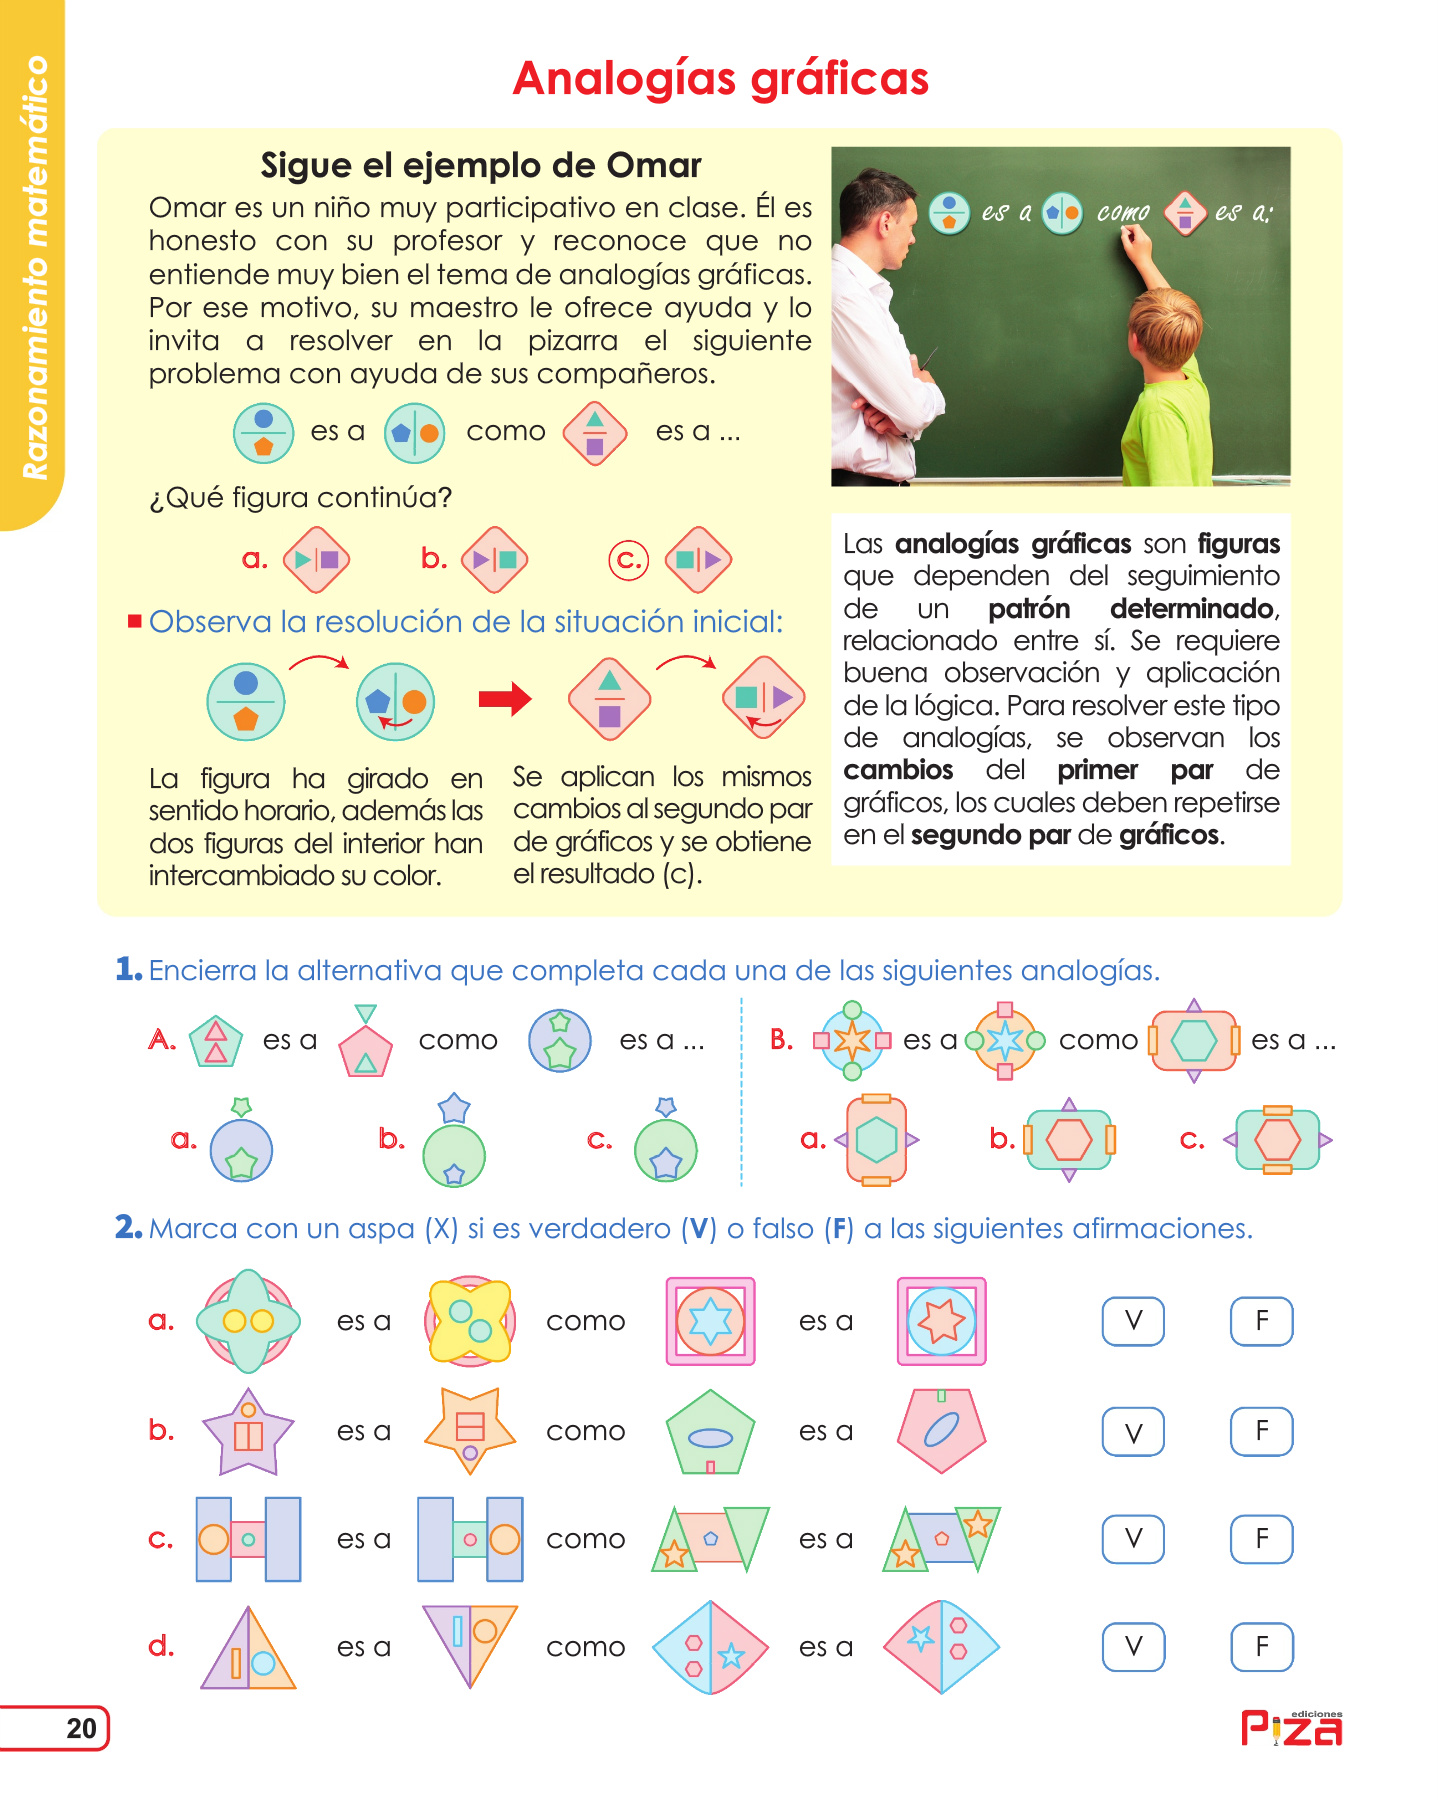 Razonamiento matemático
Analogías gráficas
Sigue el ejemplo de Omar
Omar es un niño muy participativo en clase. Él es
honesto con su profesor y reconoce que no
entiende muy bien el tema de analogías gráficas.
Por ese motivo, su maestro le ofrece ayuda y lo
invita a resolver en la pizarra el siguiente
problema con ayuda de sus compañeros.
es a como es a ...
¿Qué figura continúa?
a. b. c.
Observa la resolución de la situación inicial:
La figura ha girado en
sentido horario, además las
dos figuras del interior han
intercambiado su color.
Se aplican los mismos
cambios al segundo par
de gráficos y se obtiene
el resultado (c).
es a como es a:
Las analogías gráficas son figuras
que dependen del seguimiento
de un patrón determinado,
relacionado entre sí. Se requiere
buena observación y aplicación
de la lógica. Para resolver este tipo
de analogías, se observan los
cambios del primer par de
gráficos, los cuales deben repetirse
en el segundo par de gráficos.
1. Encierra la alternativa que completa cada una de las siguientes analogías.
A. es a como es a ...
a. b. c.
B. es a como es a ...
a. b. c.
2. Marca con un aspa (X) si es verdadero (V) o falso (F) a las siguientes afirmaciones.
a. es a como es a V F
b. es a como es a V F
c. es a como es a V F
d. es a como es a V F
20
ediciones
Piza